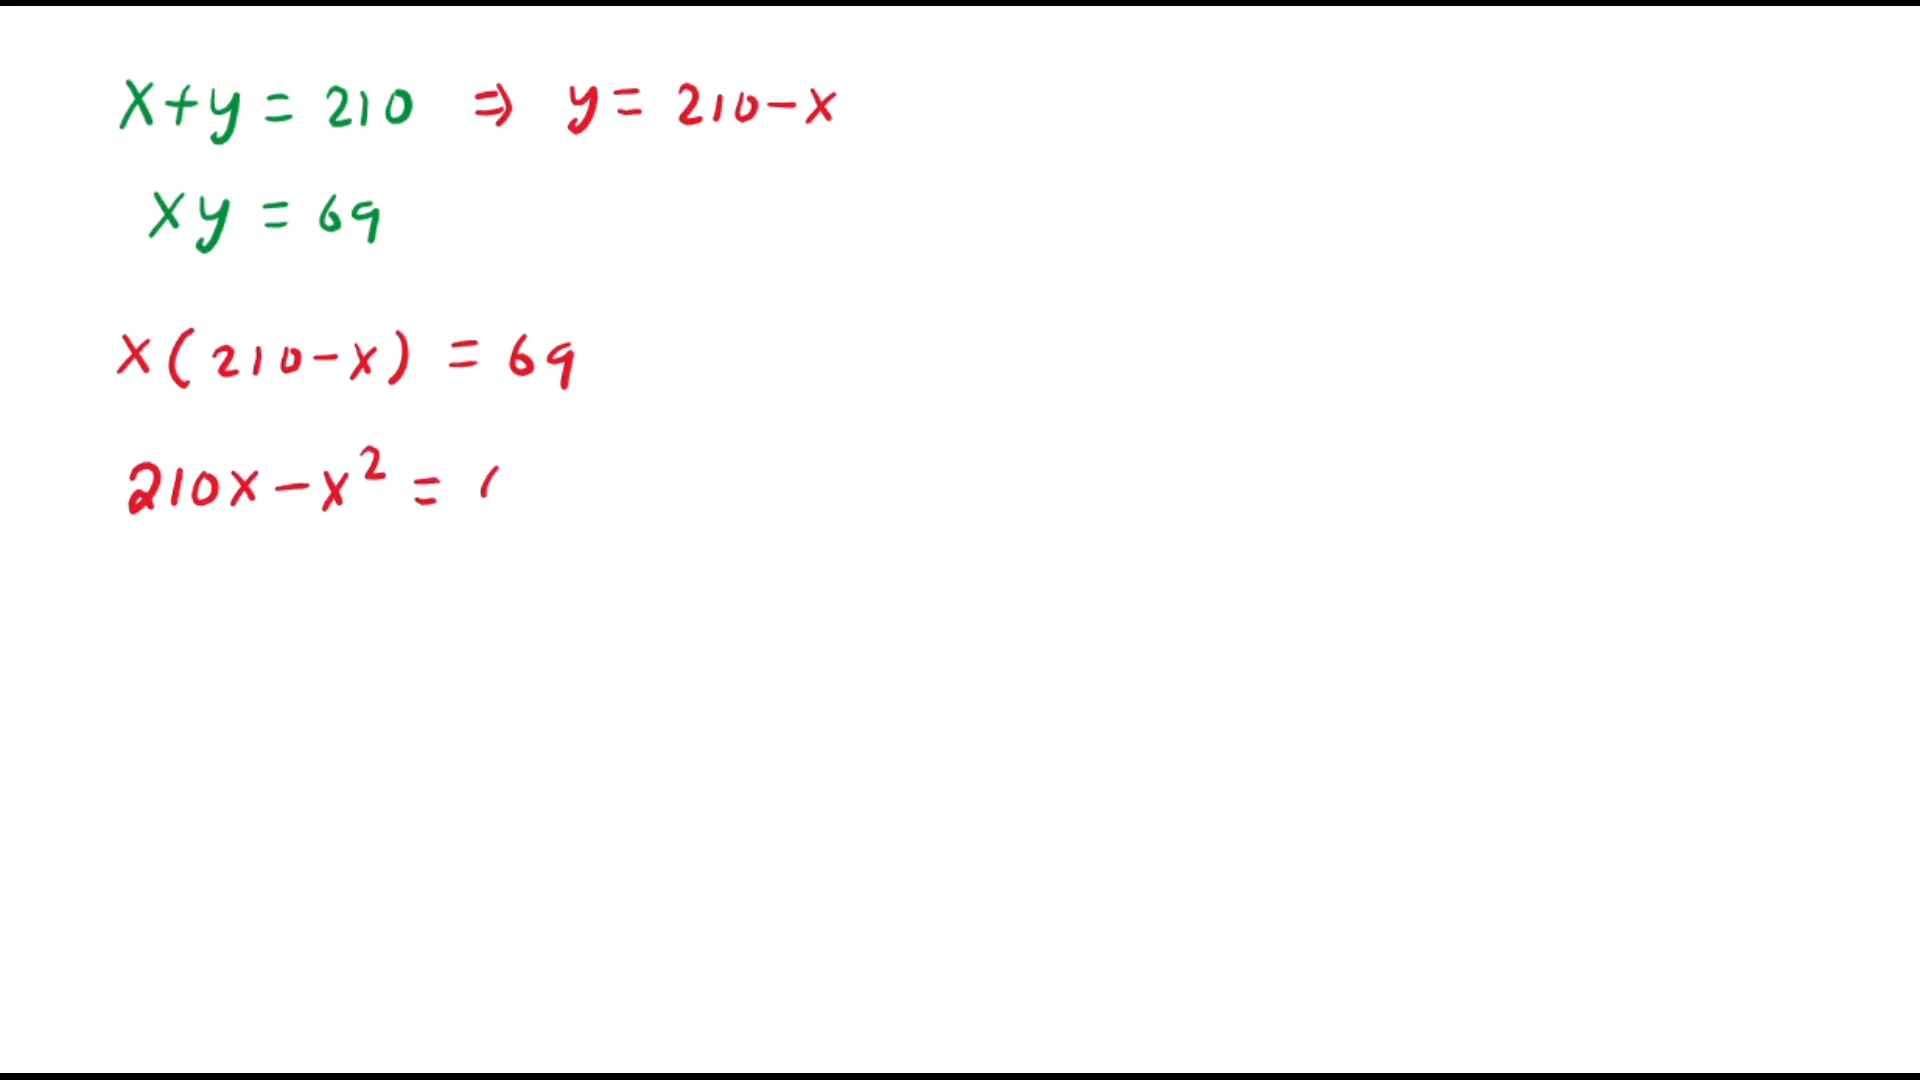 x+y = 210 ⇒ y = 210-x
xy = 69
x(210-x) = 69
210x-x² =